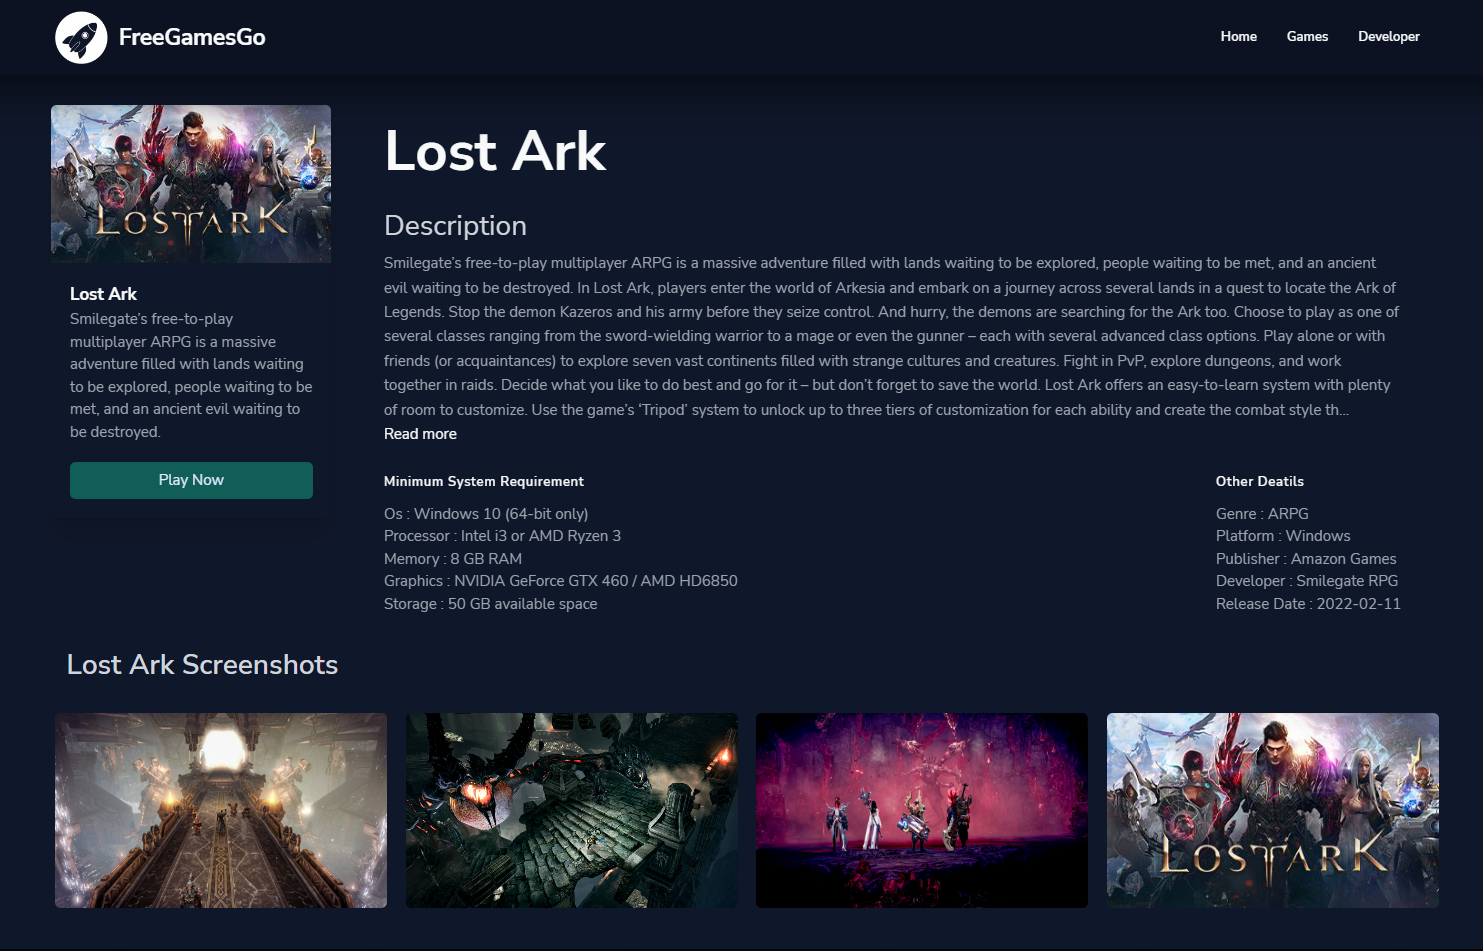 FreeGamesGo
Home Games Developer
LOST ARK
Lost Ark
Smilegate's free-to-play
multiplayer ARPG is a massive
adventure filled with lands waiting
to be explored, people waiting to be
met, and an ancient evil waiting to
be destroyed.
Play Now
Lost Ark
Description
Smilegate's free-to-play multiplayer ARPG is a massive adventure filled with lands waiting to be explored, people waiting to be met, and an ancient
evil waiting to be destroyed. In Lost Ark, players enter the world of Arkesia and embark on a journey across several lands in a quest to locate the Ark of
Legends. Stop the demon Kazeros and his army before they seize control. And hurry, the demons are searching for the Ark too. Choose to play as one of
several classes ranging from the sword-wielding warrior to a mage or even the gunner – each with several advanced class options. Play alone or with
friends (or acquaintances) to explore seven vast continents filled with strange cultures and creatures. Fight in PvP, explore dungeons, and work
together in raids. Decide what you like to do best and go for it – but don't forget to save the world. Lost Ark offers an easy-to-learn system with plenty
of room to customize. Use the game's ‘Tripod’ system to unlock up to three tiers of customization for each ability and create the combat style th...
Read more
Minimum System Requirement
Os : Windows 10 (64-bit only)
Processor : Intel i3 or AMD Ryzen 3
Memory : 8 GB RAM
Graphics : NVIDIA GeForce GTX 460 / AMD HD6850
Storage : 50 GB available space
Other Deatils
Genre : ARPG
Platform : Windows
Publisher : Amazon Games
Developer : Smilegate RPG
Release Date : 2022-02-11
Lost Ark Screenshots
LOST ARK